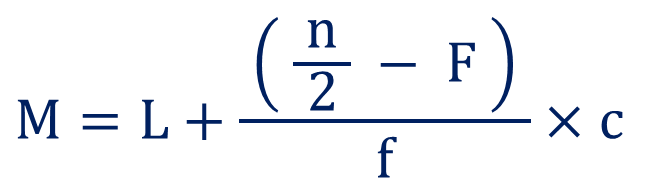 M = L + ( n/2 − F ) / f × c